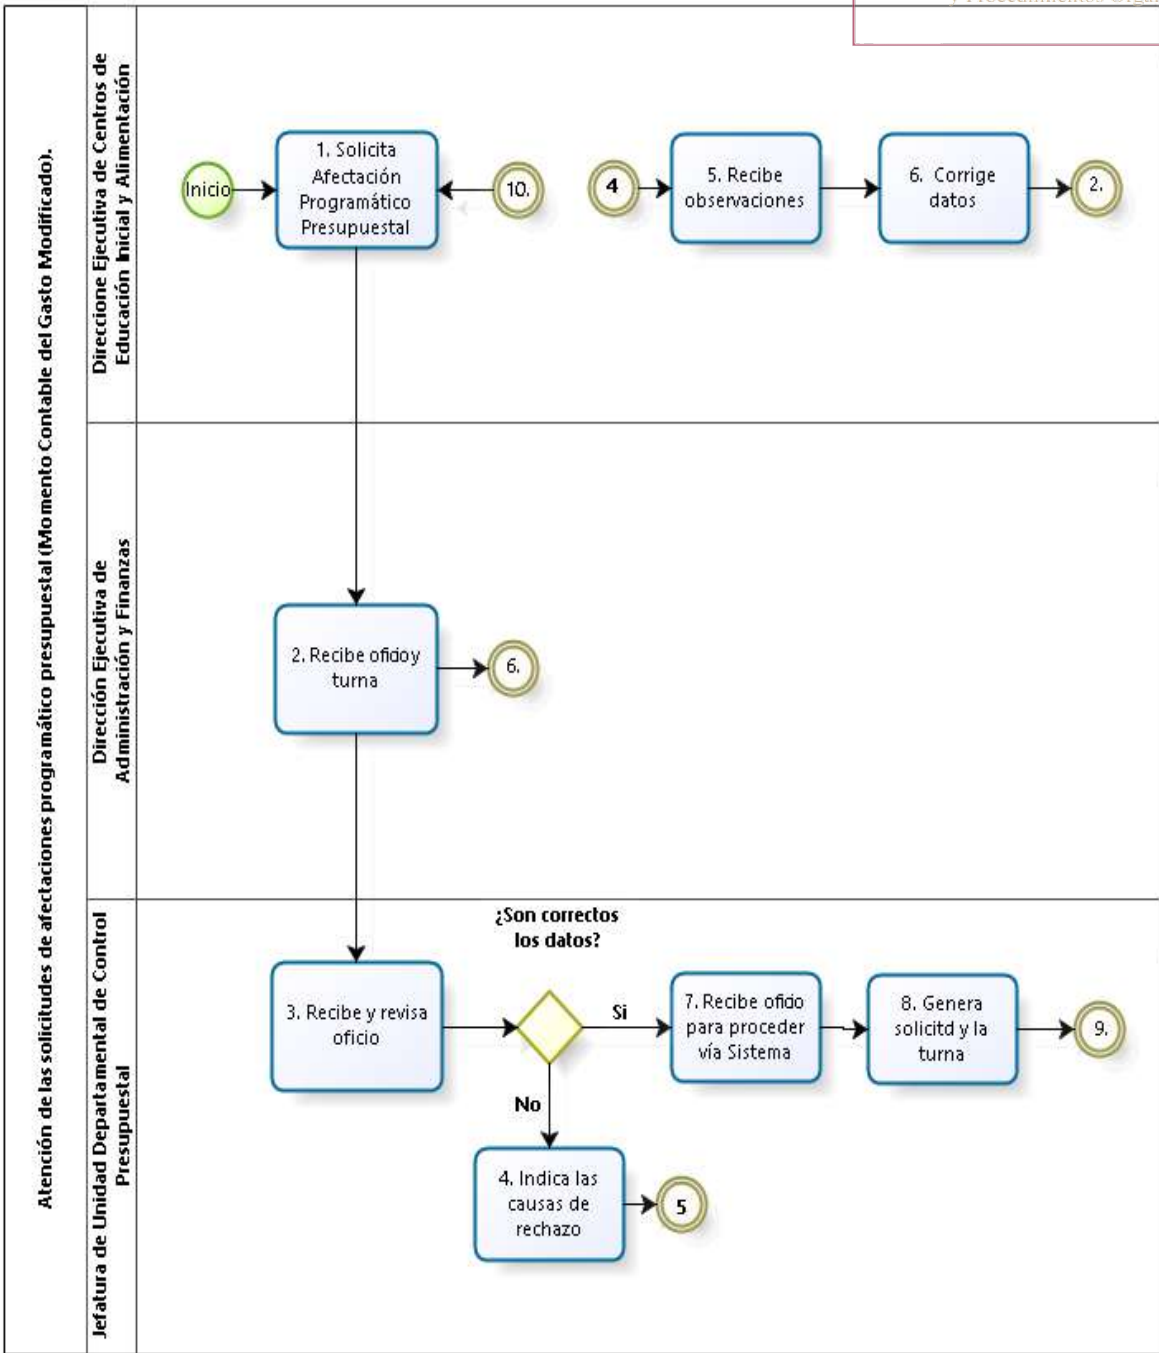 y Procedimientos
Atención de las solicitudes de afectaciones programático presupuestal (Momento Contable del Gasto Modificado).
Direccione Ejecutiva de Centros de
Educación Inicial y Alimentación
Inicio
1. Solicita
Afectación
Programático
Presupuestal
10.
4
5. Recibe
observaciones
6. Corrige
datos
2.
Dirección Ejecutiva de
Administración y Finanzas
2. Recibe oficio y
turna
6.
Jefatura de Unidad Departamental de Control
Presupuestal
3. Recibe y revisa
oficio
¿Son correctos
los datos?
Si
No
7. Recibe oficio
para proceder
vía Sistema
8. Genera
solicitd y la
turna
9.
4. Indica las
causas de
rechazo
5